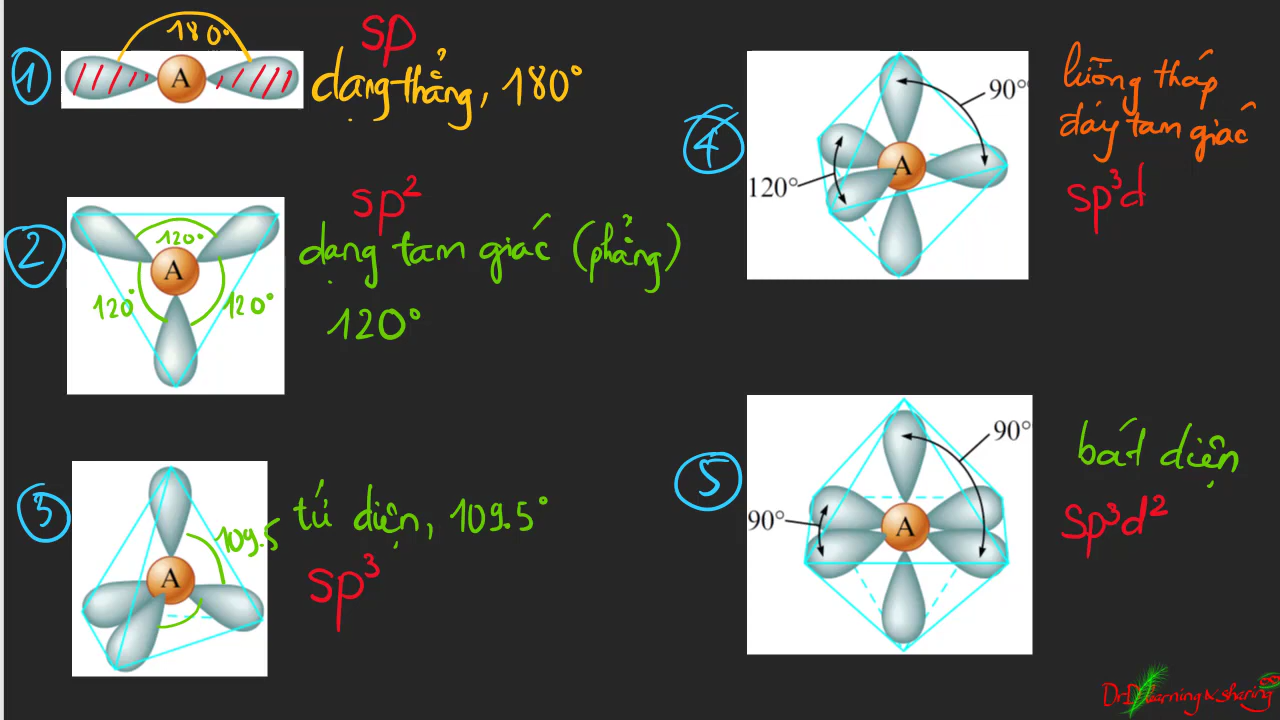 1
180°
A
sp
dạng thẳng, 180°
2
120°
A
120°
120°
sp²
dạng tam giác (phẳng)
120°
3
109.5
A
tứ diện, 109.5°
sp³
4
90°
A
120°
lưỡng tháp
đáy tam giác
sp³d
5
90°
90°
A
bát diện
sp³d²
Dr.D learning & sharing